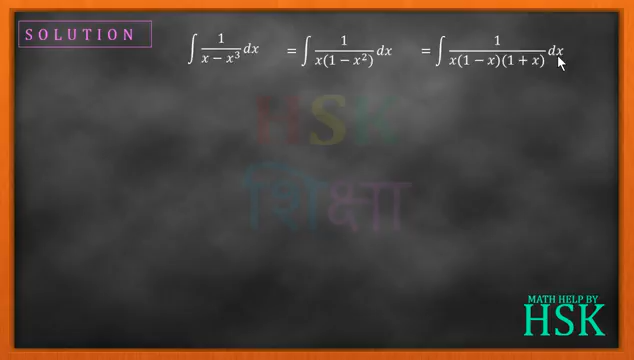 SOLUTION
∫ 1/(x − x³) dx = ∫ 1/(x(1 − x²)) dx = ∫ 1/(x(1 − x)(1 + x)) dx
HSK
शिक्षा
MATH HELP BY
HSK